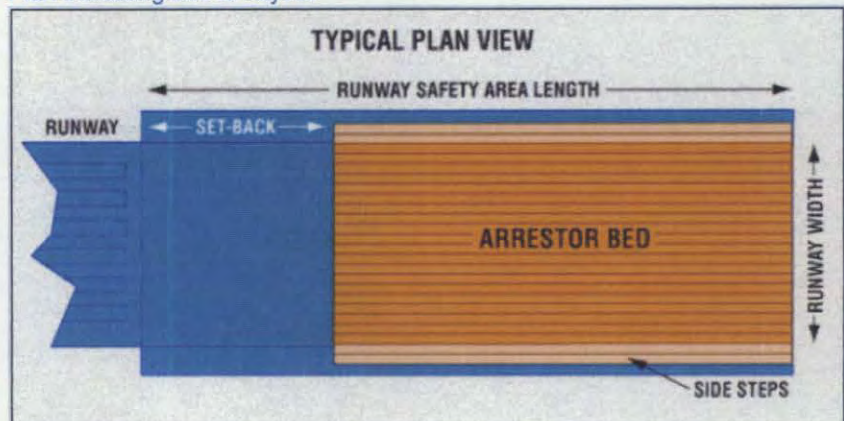 TYPICAL PLAN VIEW
RUNWAY SAFETY AREA LENGTH
RUNWAY
SET-BACK
ARRESTOR BED
RUNWAY WIDTH
SIDE STEPS